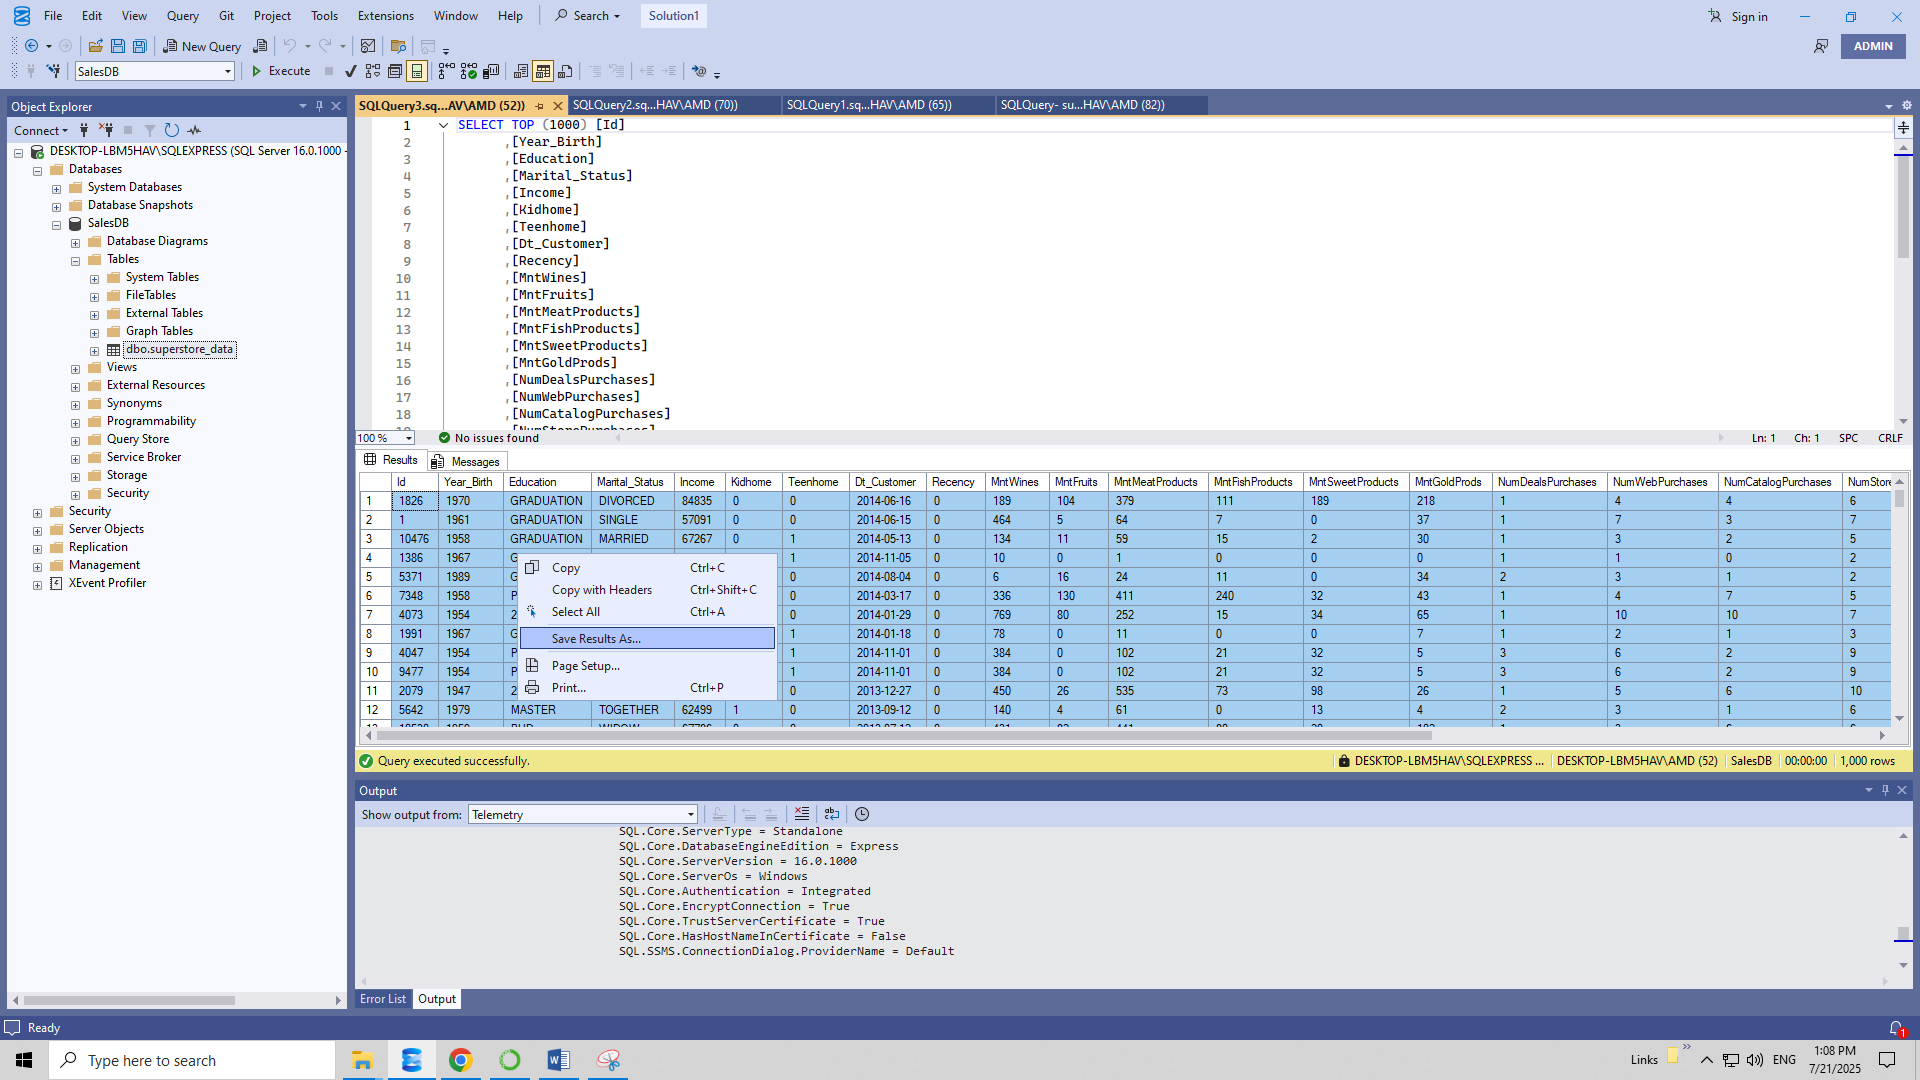 File Edit View Query Git Project Tools Extensions Window Help Search Solution1 Sign in
New Query ADMIN
SalesDB Execute
Object Explorer
Connect
DESKTOP-LBM5HAV\SQLEXPRESS (SQL Server 16.0.1000 -
Databases
System Databases
Database Snapshots
SalesDB
Database Diagrams
Tables
System Tables
FileTables
External Tables
Graph Tables
dbo.superstore_data
Views
External Resources
Synonyms
Programmability
Query Store
Service Broker
Storage
Security
Security
Server Objects
Replication
Management
XEvent Profiler
SQLQuery3.sq...AV\AMD (52)) SQLQuery2.sq...HAV\AMD (70)) SQLQuery1.sq...HAV\AMD (65)) SQLQuery- su...HAV\AMD (82))
1 SELECT TOP (1000) [Id]
2 ,[Year_Birth]
3 ,[Education]
4 ,[Marital_Status]
5 ,[Income]
6 ,[Kidhome]
7 ,[Teenhome]
8 ,[Dt_Customer]
9 ,[Recency]
10 ,[MntWines]
11 ,[MntFruits]
12 ,[MntMeatProducts]
13 ,[MntFishProducts]
14 ,[MntSweetProducts]
15 ,[MntGoldProds]
16 ,[NumDealsPurchases]
17 ,[NumWebPurchases]
18 ,[NumCatalogPurchases]
100 % No issues found Ln: 1 Ch: 1 SPC CRLF
Results Messages
Id Year_Birth Education Marital_Status Income Kidhome Teenhome Dt_Customer Recency MntWines MntFruits MntMeatProducts MntFishProducts MntSweetProducts MntGoldProds NumDealsPurchases NumWebPurchases NumCatalogPurchases NumStore
1 1826 1970 GRADUATION DIVORCED 84835 0 0 2014-06-16 0 189 104 379 111 189 218 1 4 4 6
2 1 1961 GRADUATION SINGLE 57091 0 0 2014-06-15 0 464 5 64 7 0 37 1 7 3 7
3 10476 1958 GRADUATION MARRIED 67267 0 1 2014-05-13 0 134 11 59 15 2 30 1 3 2 5
4 1386 1967 G 1 2014-11-05 0 10 0 1 0 0 0 1 1 0 2
5 5371 1989 G 0 2014-08-04 0 6 16 24 11 0 34 2 3 1 2
6 7348 1958 P 0 2014-03-17 0 336 130 411 240 32 43 1 4 7 5
7 4073 1954 2 0 2014-01-29 0 769 80 252 15 34 65 1 10 10 7
8 1991 1967 G 1 2014-01-18 0 78 0 11 0 0 7 1 2 1 3
9 4047 1954 P 1 2014-11-01 0 384 0 102 21 32 5 3 6 2 9
10 9477 1954 P 1 2014-11-01 0 384 0 102 21 32 5 3 6 2 9
11 2079 1947 2 0 2013-12-27 0 450 26 535 73 98 26 1 5 6 10
12 5642 1979 MASTER TOGETHER 62499 1 0 2013-09-12 0 140 4 61 0 13 4 2 3 1 6
Copy Ctrl+C
Copy with Headers Ctrl+Shift+C
Select All Ctrl+A
Save Results As...
Page Setup...
Print... Ctrl+P
Query executed successfully. DESKTOP-LBM5HAV\SQLEXPRESS ... DESKTOP-LBM5HAV\AMD (52) SalesDB 00:00:00 1,000 rows
Output
Show output from: Telemetry
SQL.Core.ServerType = Standalone
SQL.Core.DatabaseEngineEdition = Express
SQL.Core.ServerVersion = 16.0.1000
SQL.Core.ServerOs = Windows
SQL.Core.Authentication = Integrated
SQL.Core.EncryptConnection = True
SQL.Core.TrustServerCertificate = True
SQL.Core.HasHostNameInCertificate = False
SQL.SSMS.ConnectionDialog.ProviderName = Default
Error List Output
Ready 1
Type here to search Links ENG 1:08 PM
7/21/2025